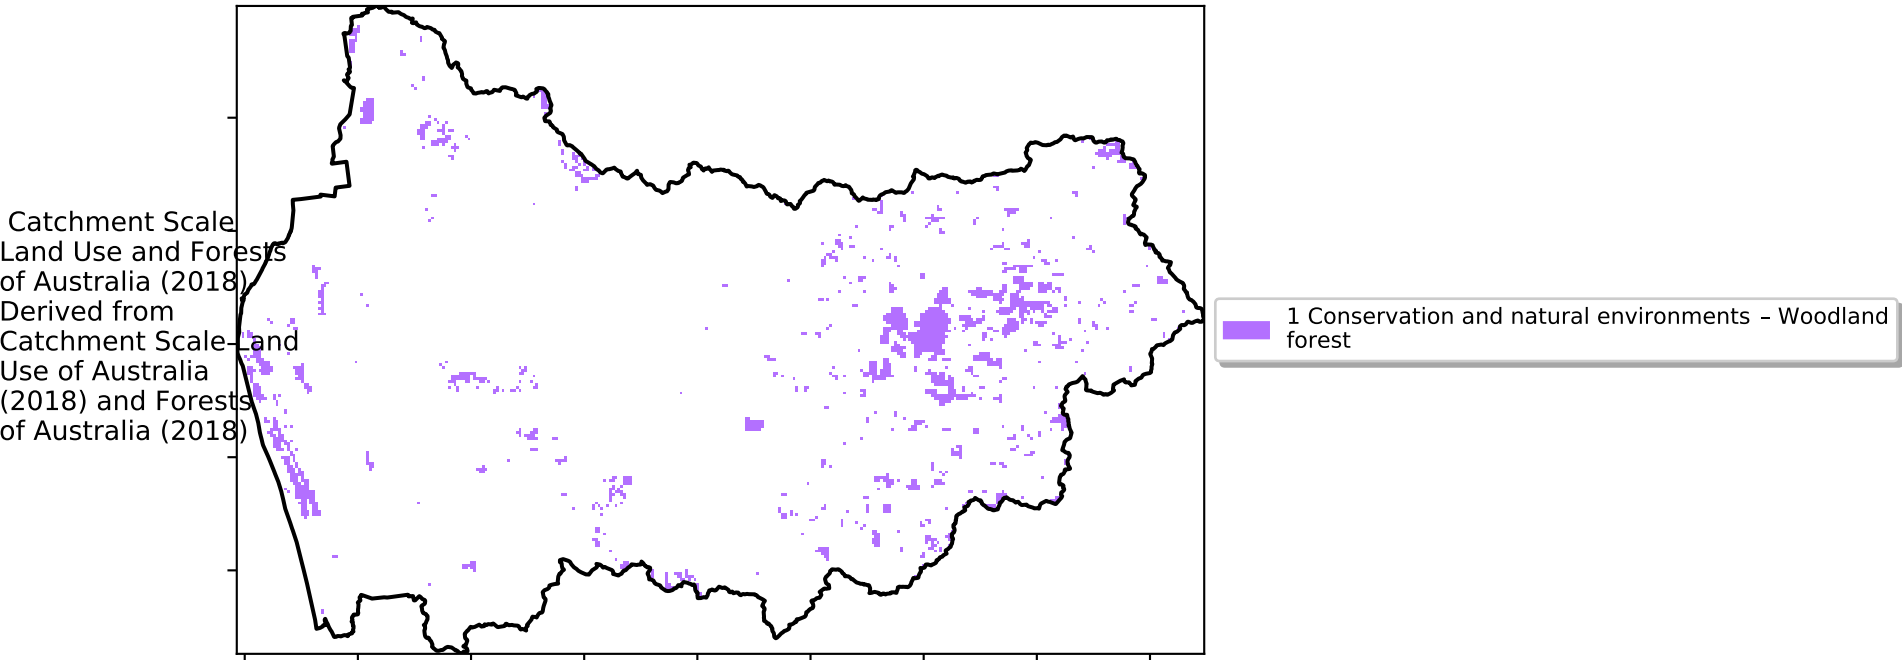 Catchment Scale
Land Use and Forests
of Australia (2018)
Derived from
Catchment Scale Land
Use of Australia
(2018) and Forests
of Australia (2018)
1 Conservation and natural environments – Woodland
forest